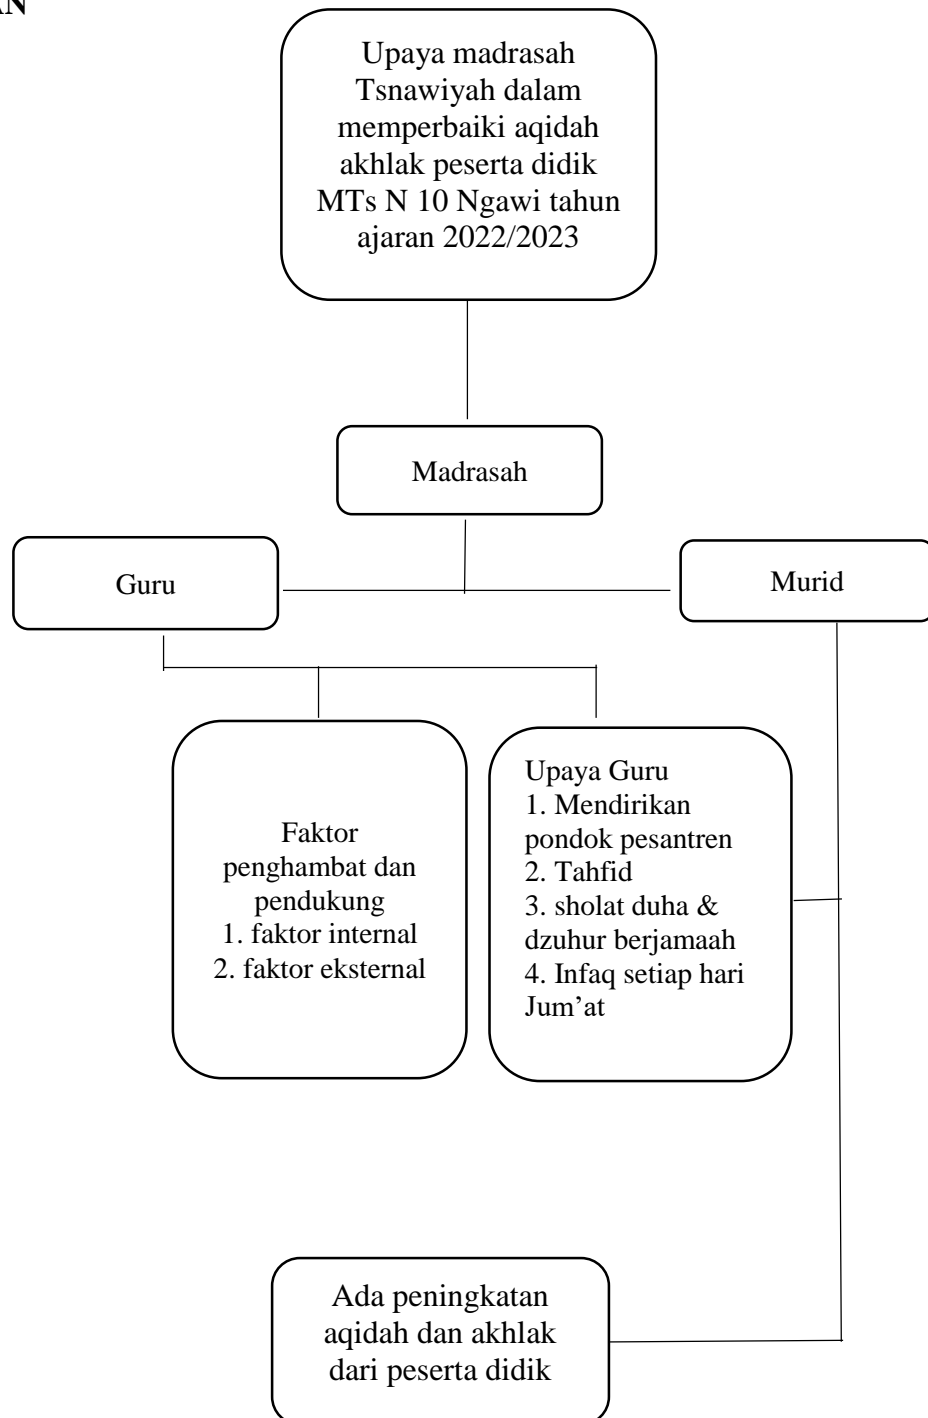 Upaya madrasah
Tsnawiyah dalam
memperbaiki aqidah
akhlak peserta didik
MTs N 10 Ngawi tahun
ajaran 2022/2023
Madrasah
Guru
Murid
Faktor
penghambat dan
pendukung
1. faktor internal
2. faktor eksternal
Upaya Guru
1. Mendirikan
pondok pesantren
2. Tahfid
3. sholat duha &
dzuhur berjamaah
4. Infaq setiap hari
Jum’at
Ada peningkatan
aqidah dan akhlak
dari peserta didik